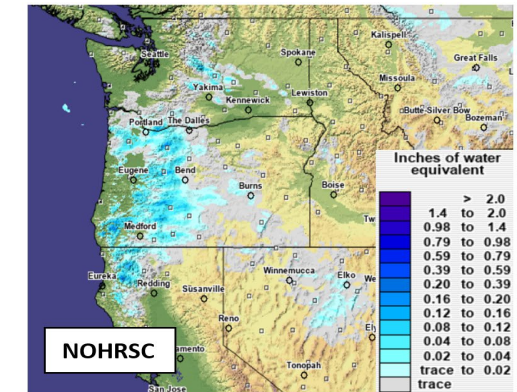 Seattle
Spokane
Kalispell
Great Falls
Missoula
Yakima
Kennewick
Lewiston
Butte-Silver Bow
Bozeman
Portland
The Dalles
Eugene
Bend
Burns
Boise
Medford
Eureka
Redding
Susanville
Winnemucca
Elko
Reno
Tonopah
San Jose
NOHRSC
Inches of water
equivalent
> 2.0
1.4 to 2.0
0.98 to 1.4
0.79 to 0.98
0.59 to 0.79
0.39 to 0.59
0.20 to 0.39
0.16 to 0.20
0.12 to 0.16
0.08 to 0.12
0.04 to 0.08
0.02 to 0.04
trace to 0.02
trace